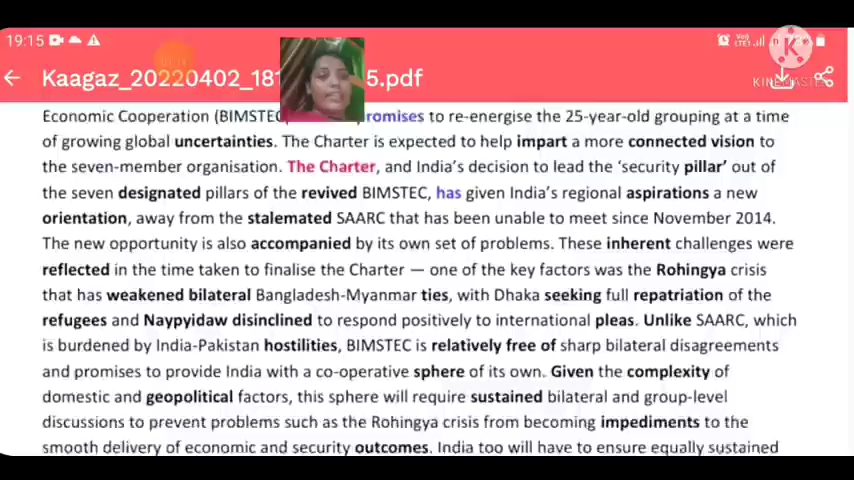 19:15
Kaagaz_20220402_181 5.pdf
KINEMASTER
Economic Cooperation (BIMSTEC romises to re-energise the 25-year-old grouping at a time
of growing global uncertainties. The Charter is expected to help impart a more connected vision to
the seven-member organisation. The Charter, and India's decision to lead the 'security pillar' out of
the seven designated pillars of the revived BIMSTEC, has given India's regional aspirations a new
orientation, away from the stalemated SAARC that has been unable to meet since November 2014.
The new opportunity is also accompanied by its own set of problems. These inherent challenges were
reflected in the time taken to finalise the Charter — one of the key factors was the Rohingya crisis
that has weakened bilateral Bangladesh-Myanmar ties, with Dhaka seeking full repatriation of the
refugees and Naypyidaw disinclined to respond positively to international pleas. Unlike SAARC, which
is burdened by India-Pakistan hostilities, BIMSTEC is relatively free of sharp bilateral disagreements
and promises to provide India with a co-operative sphere of its own. Given the complexity of
domestic and geopolitical factors, this sphere will require sustained bilateral and group-level
discussions to prevent problems such as the Rohingya crisis from becoming impediments to the
smooth delivery of economic and security outcomes. India too will have to ensure equally sustained